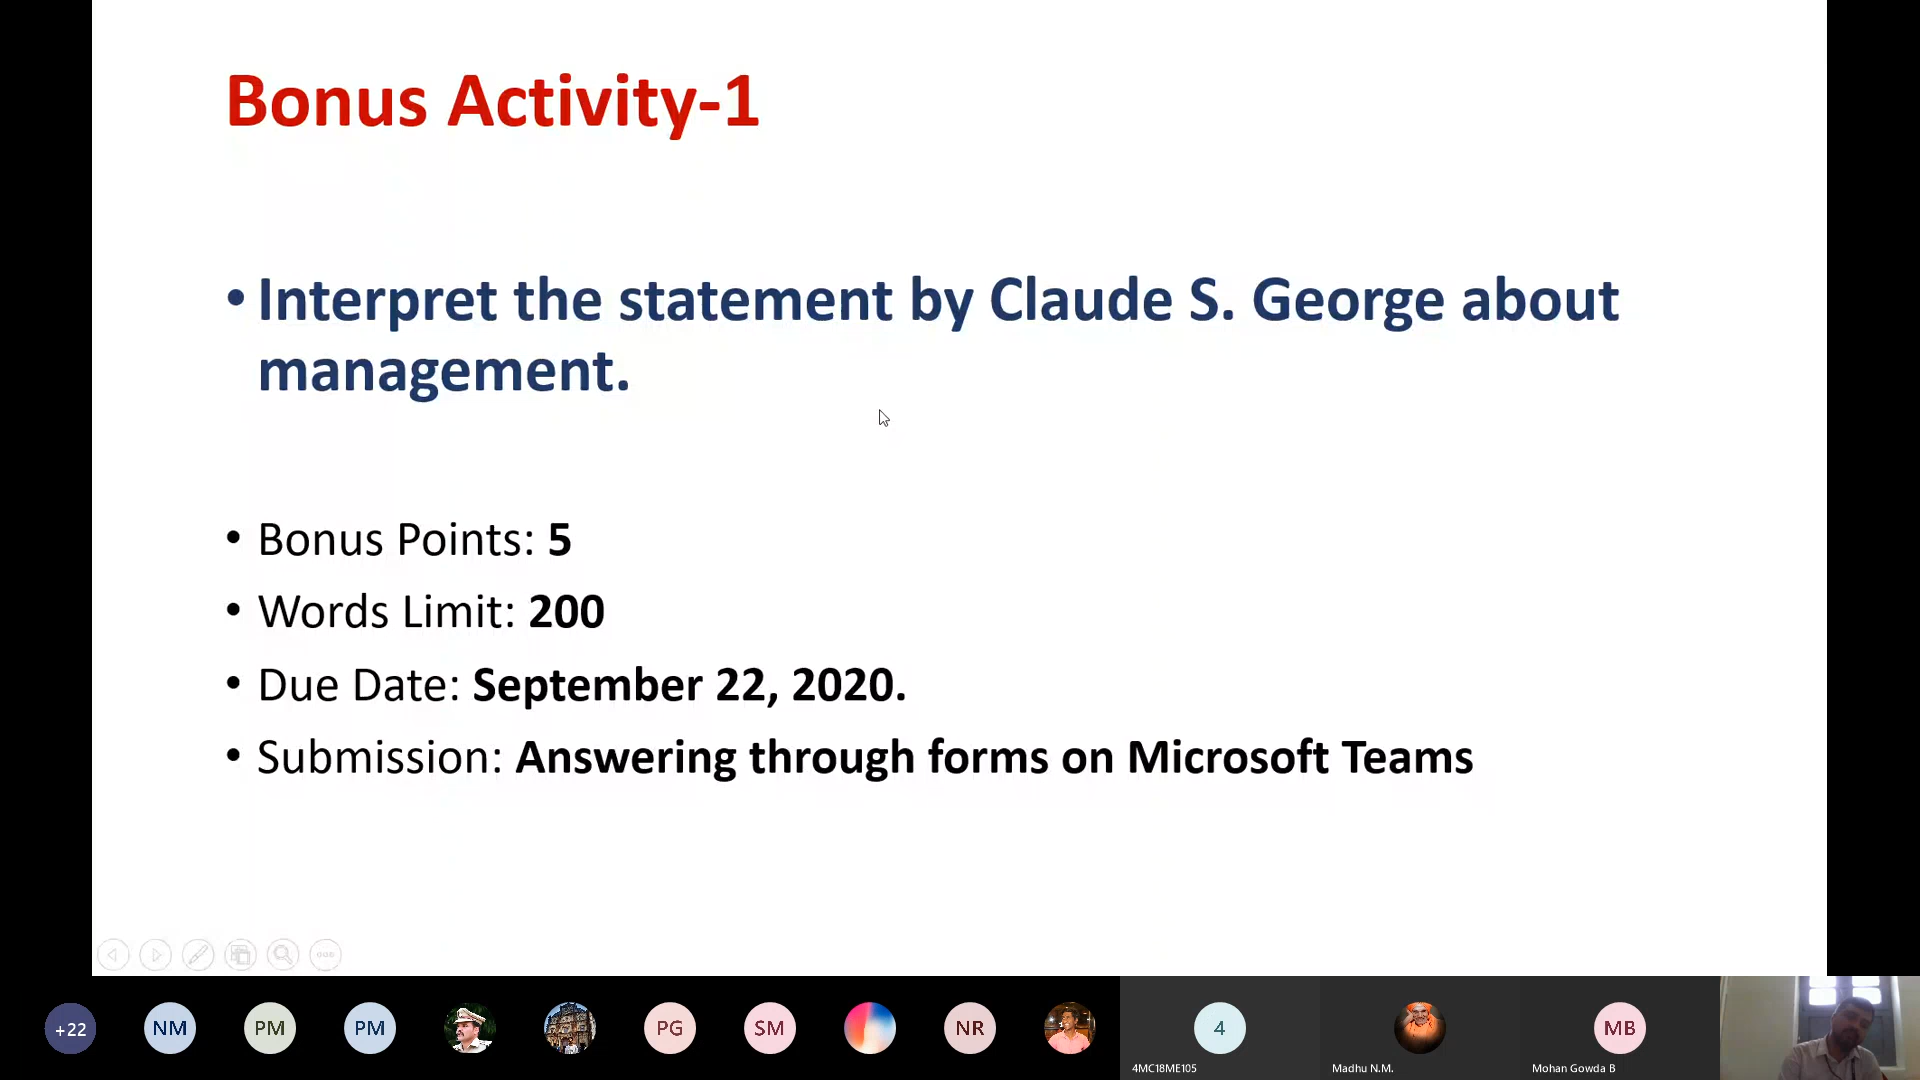 Bonus Activity-1
• Interpret the statement by Claude S. George about
management.
• Bonus Points: 5
• Words Limit: 200
• Due Date: September 22, 2020.
• Submission: Answering through forms on Microsoft Teams
+22 NM PM PM PG SM NR 4 MB
4MC18ME105 Madhu N.M. Mohan Gowda B